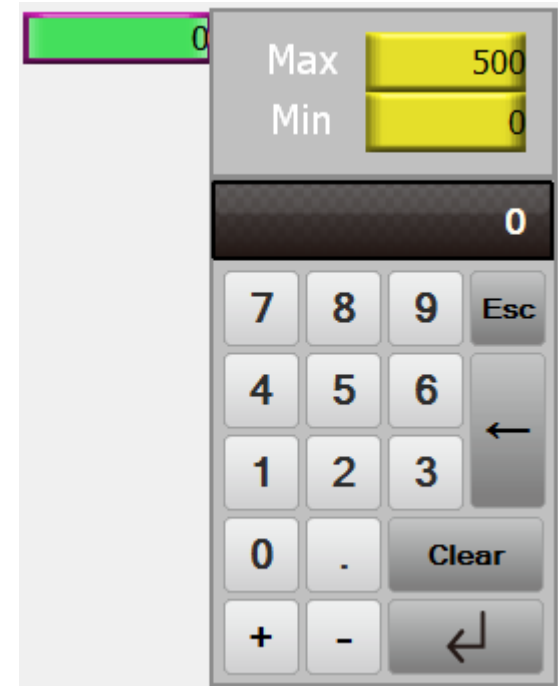 0
Max 500
Min 0
0
7 8 9 Esc
4 5 6 ←
1 2 3
0 . Clear
+ - ↵